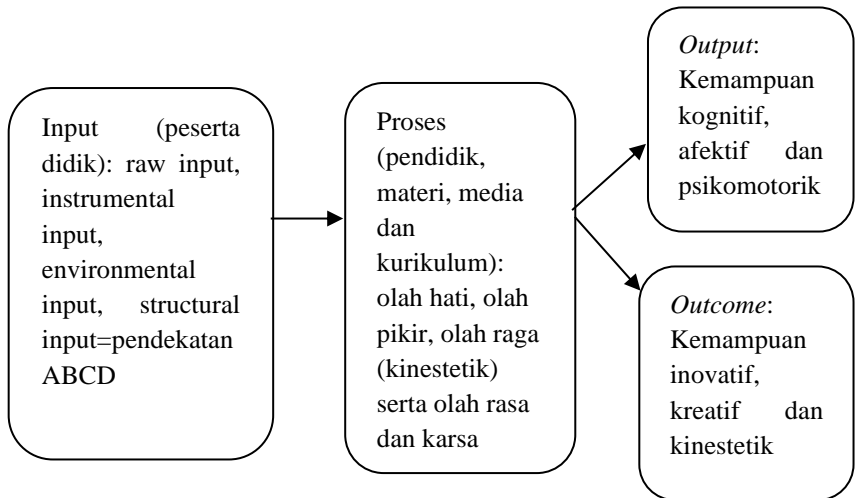 Input (peserta
didik): raw input,
instrumental
input,
environmental
input, structural
input=pendekatan
ABCD
Proses
(pendidik,
materi, media
dan
kurikulum):
olah hati, olah
pikir, olah raga
(kinestetik)
serta olah rasa
dan karsa
Output:
Kemampuan
kognitif,
afektif dan
psikomotorik
Outcome:
Kemampuan
inovatif,
kreatif dan
kinestetik